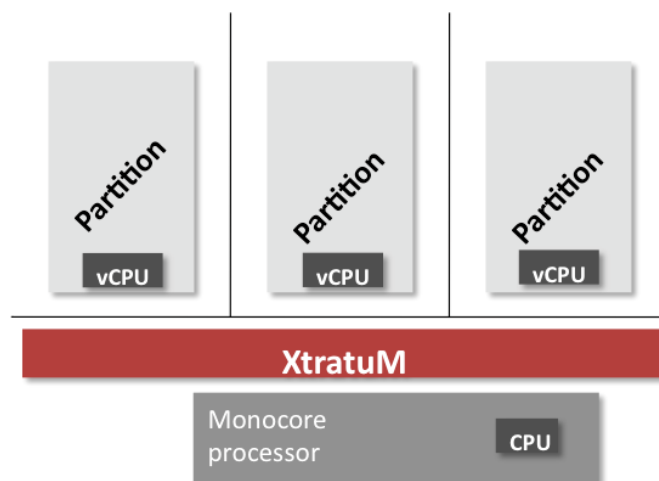 Partition
Partition
Partition
vCPU
vCPU
vCPU
XtratuM
Monocore
processor
CPU